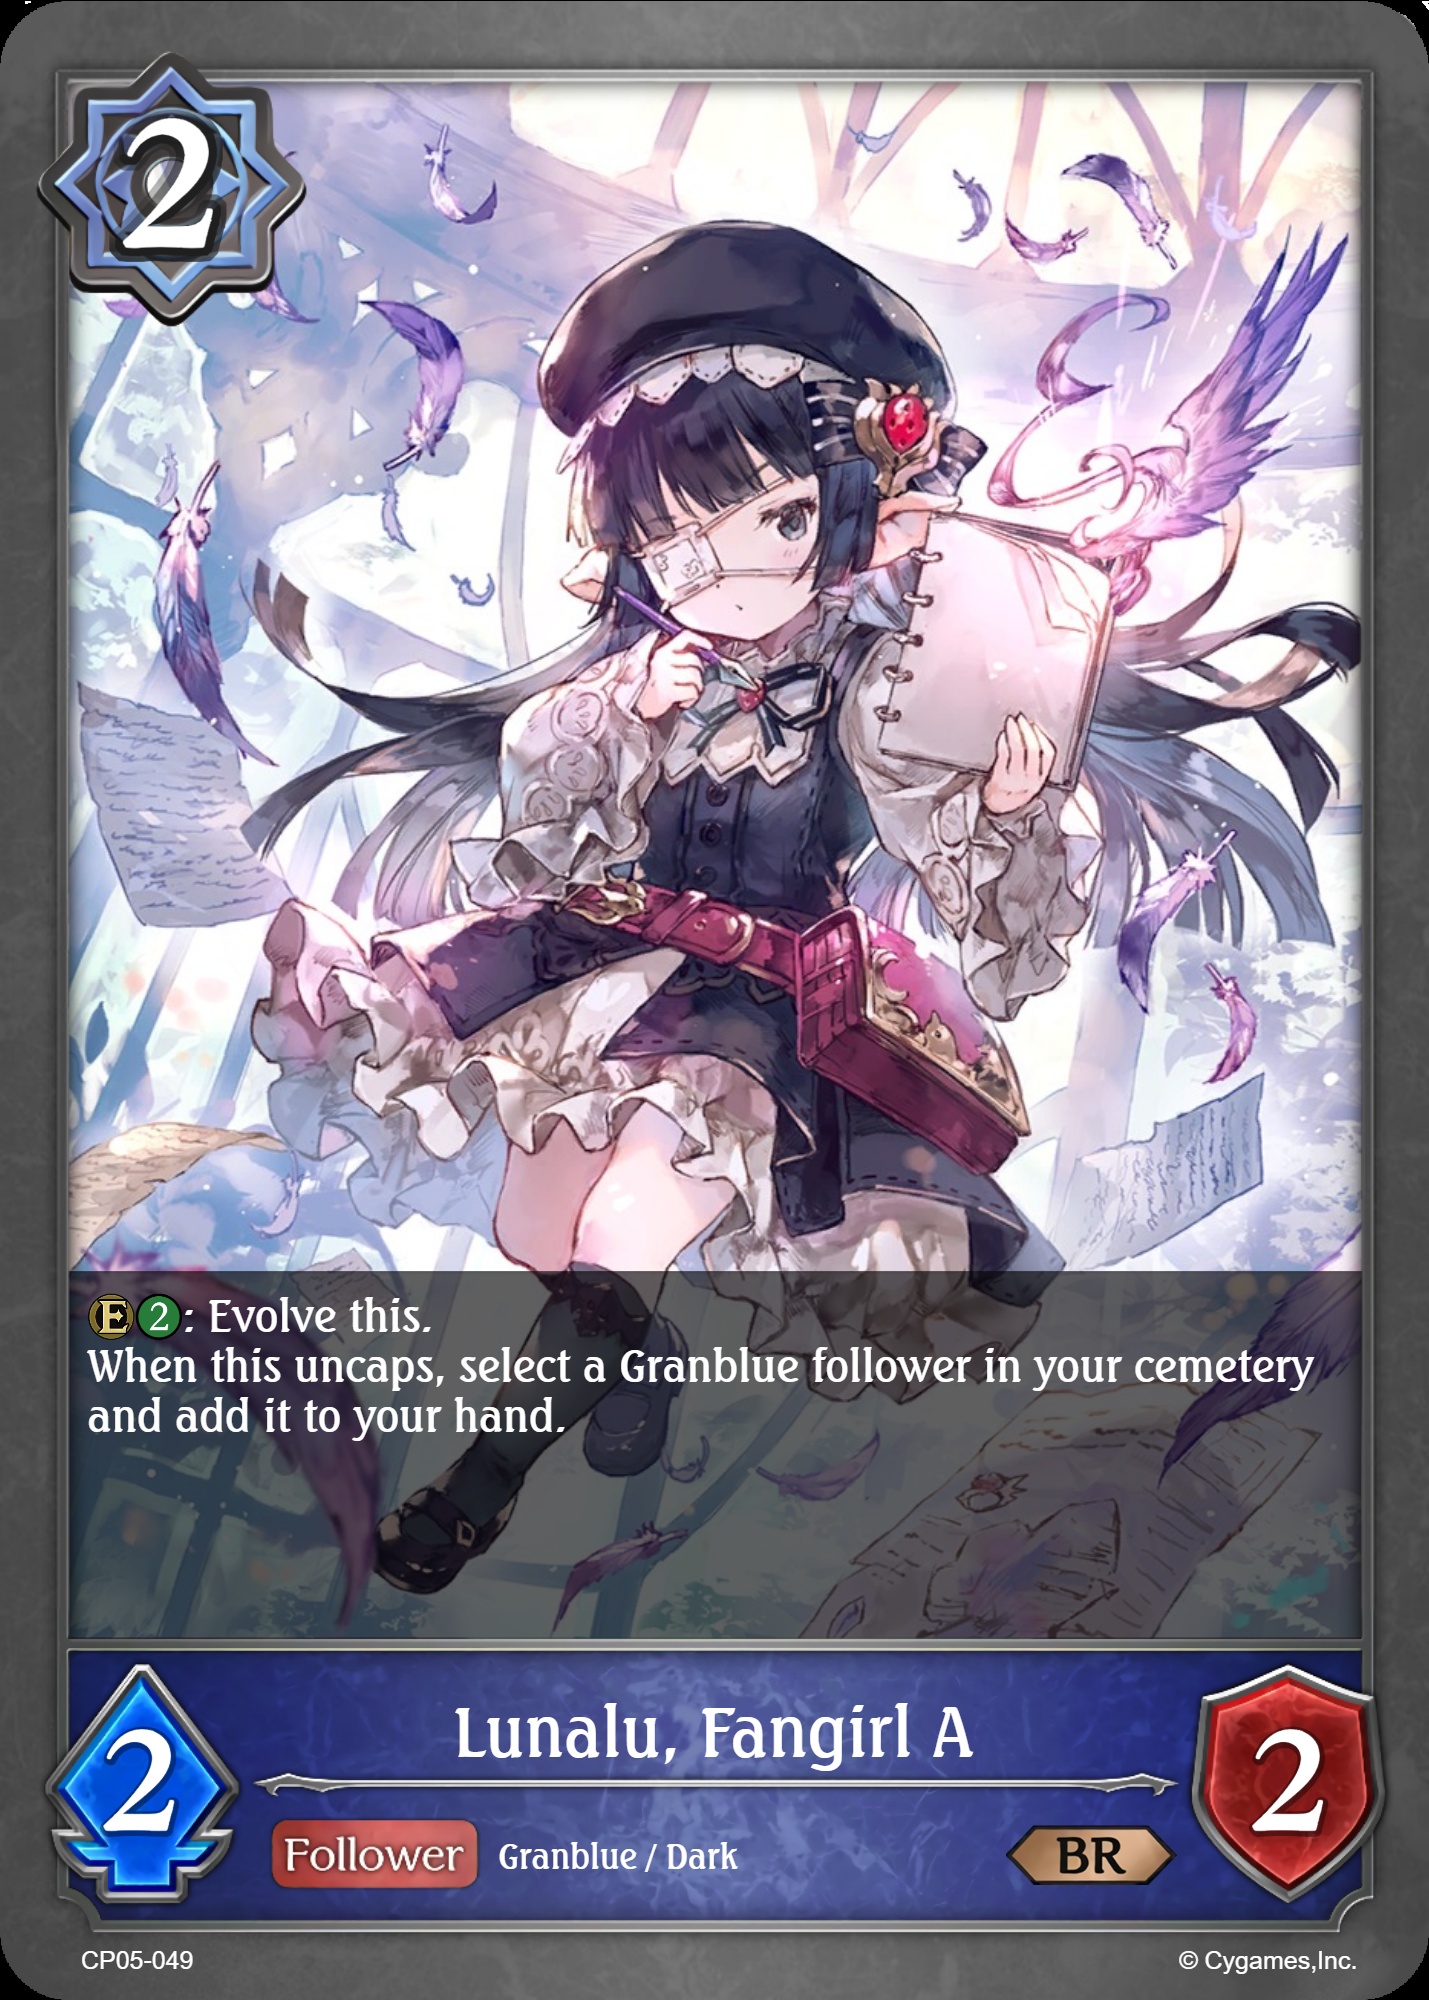 2
E 2: Evolve this.
When this uncaps, select a Granblue follower in your cemetery
and add it to your hand.
Lunalu, Fangirl A
2
2
Follower Granblue / Dark BR
CP05-049 © Cygames,Inc.